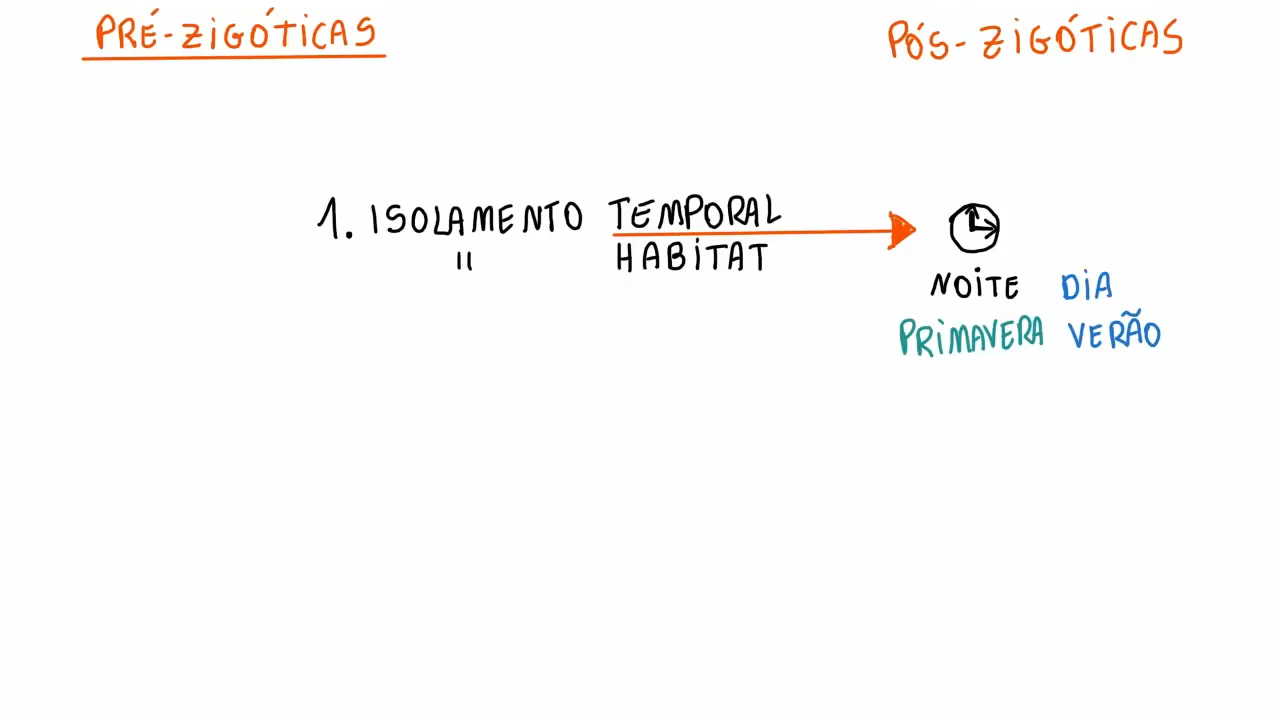 PRÉ-ZIGÓTICAS
PÓS-ZIGÓTICAS
1. ISOLAMENTO TEMPORAL
" HABITAT
NOITE DIA
PRIMAVERA VERÃO